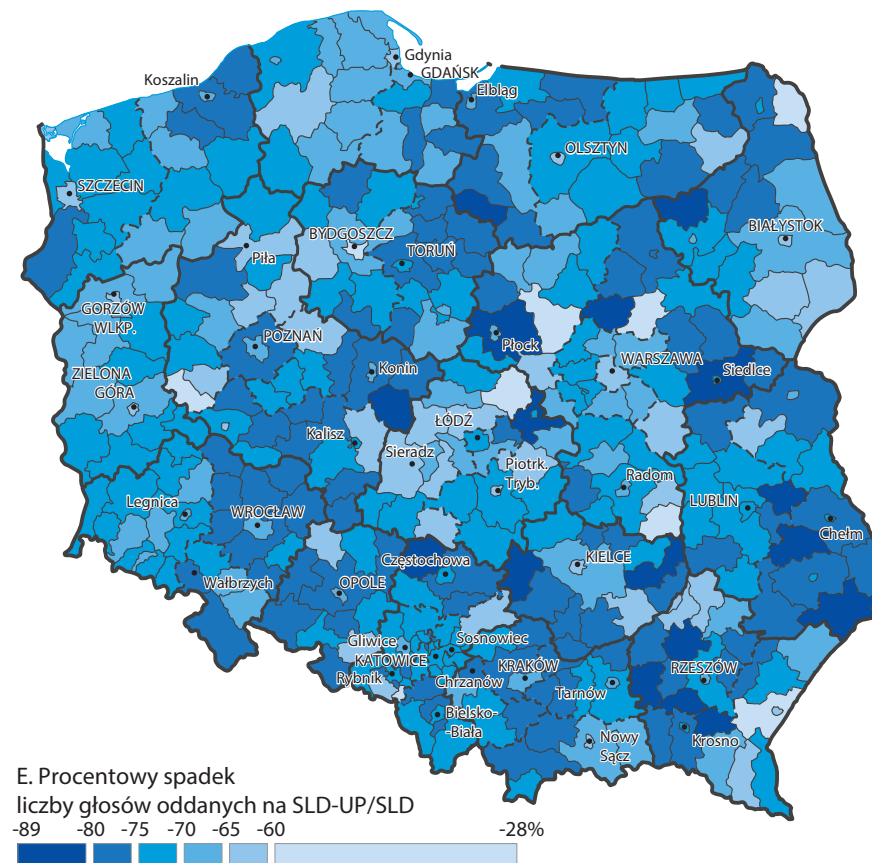 Gdynia
GDAŃSK
Koszalin
Elbląg
OLSZTYN
SZCZECIN
BIAŁYSTOK
BYDGOSZCZ
Piła
TORUŃ
GORZÓW
WLKP.
POZNAŃ
Płock
WARSZAWA
Siedlce
Konin
ZIELONA
GÓRA
ŁÓDŹ
Kalisz
Sieradz
Piotrk.
Tryb.
Radom
LUBLIN
Legnica
WROCŁAW
Chełm
Częstochowa
KIELCE
Wałbrzych
OPOLE
Gliwice
Sosnowiec
KATOWICE
Rybnik
Chrzanów
KRAKÓW
RZESZÓW
Tarnów
Bielsko-
-Biała
Nowy
Sącz
Krosno
E. Procentowy spadek
liczby głosów oddanych na SLD-UP/SLD
-89 -80 -75 -70 -65 -60 -28%